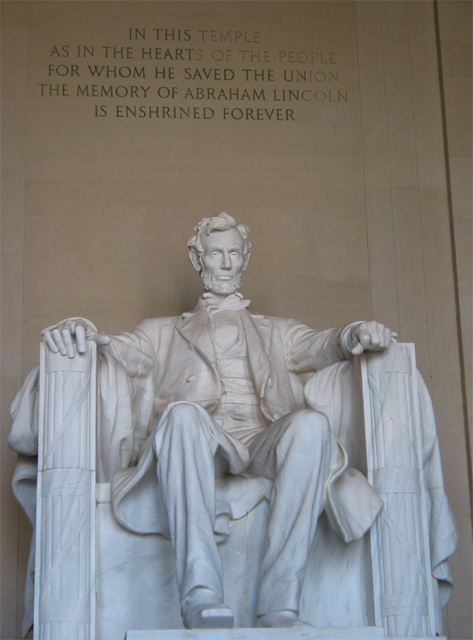 IN THIS TEMPLE
AS IN THE HEARTS OF THE PEOPLE
FOR WHOM HE SAVED THE UNION
THE MEMORY OF ABRAHAM LINCOLN
IS ENSHRINED FOREVER